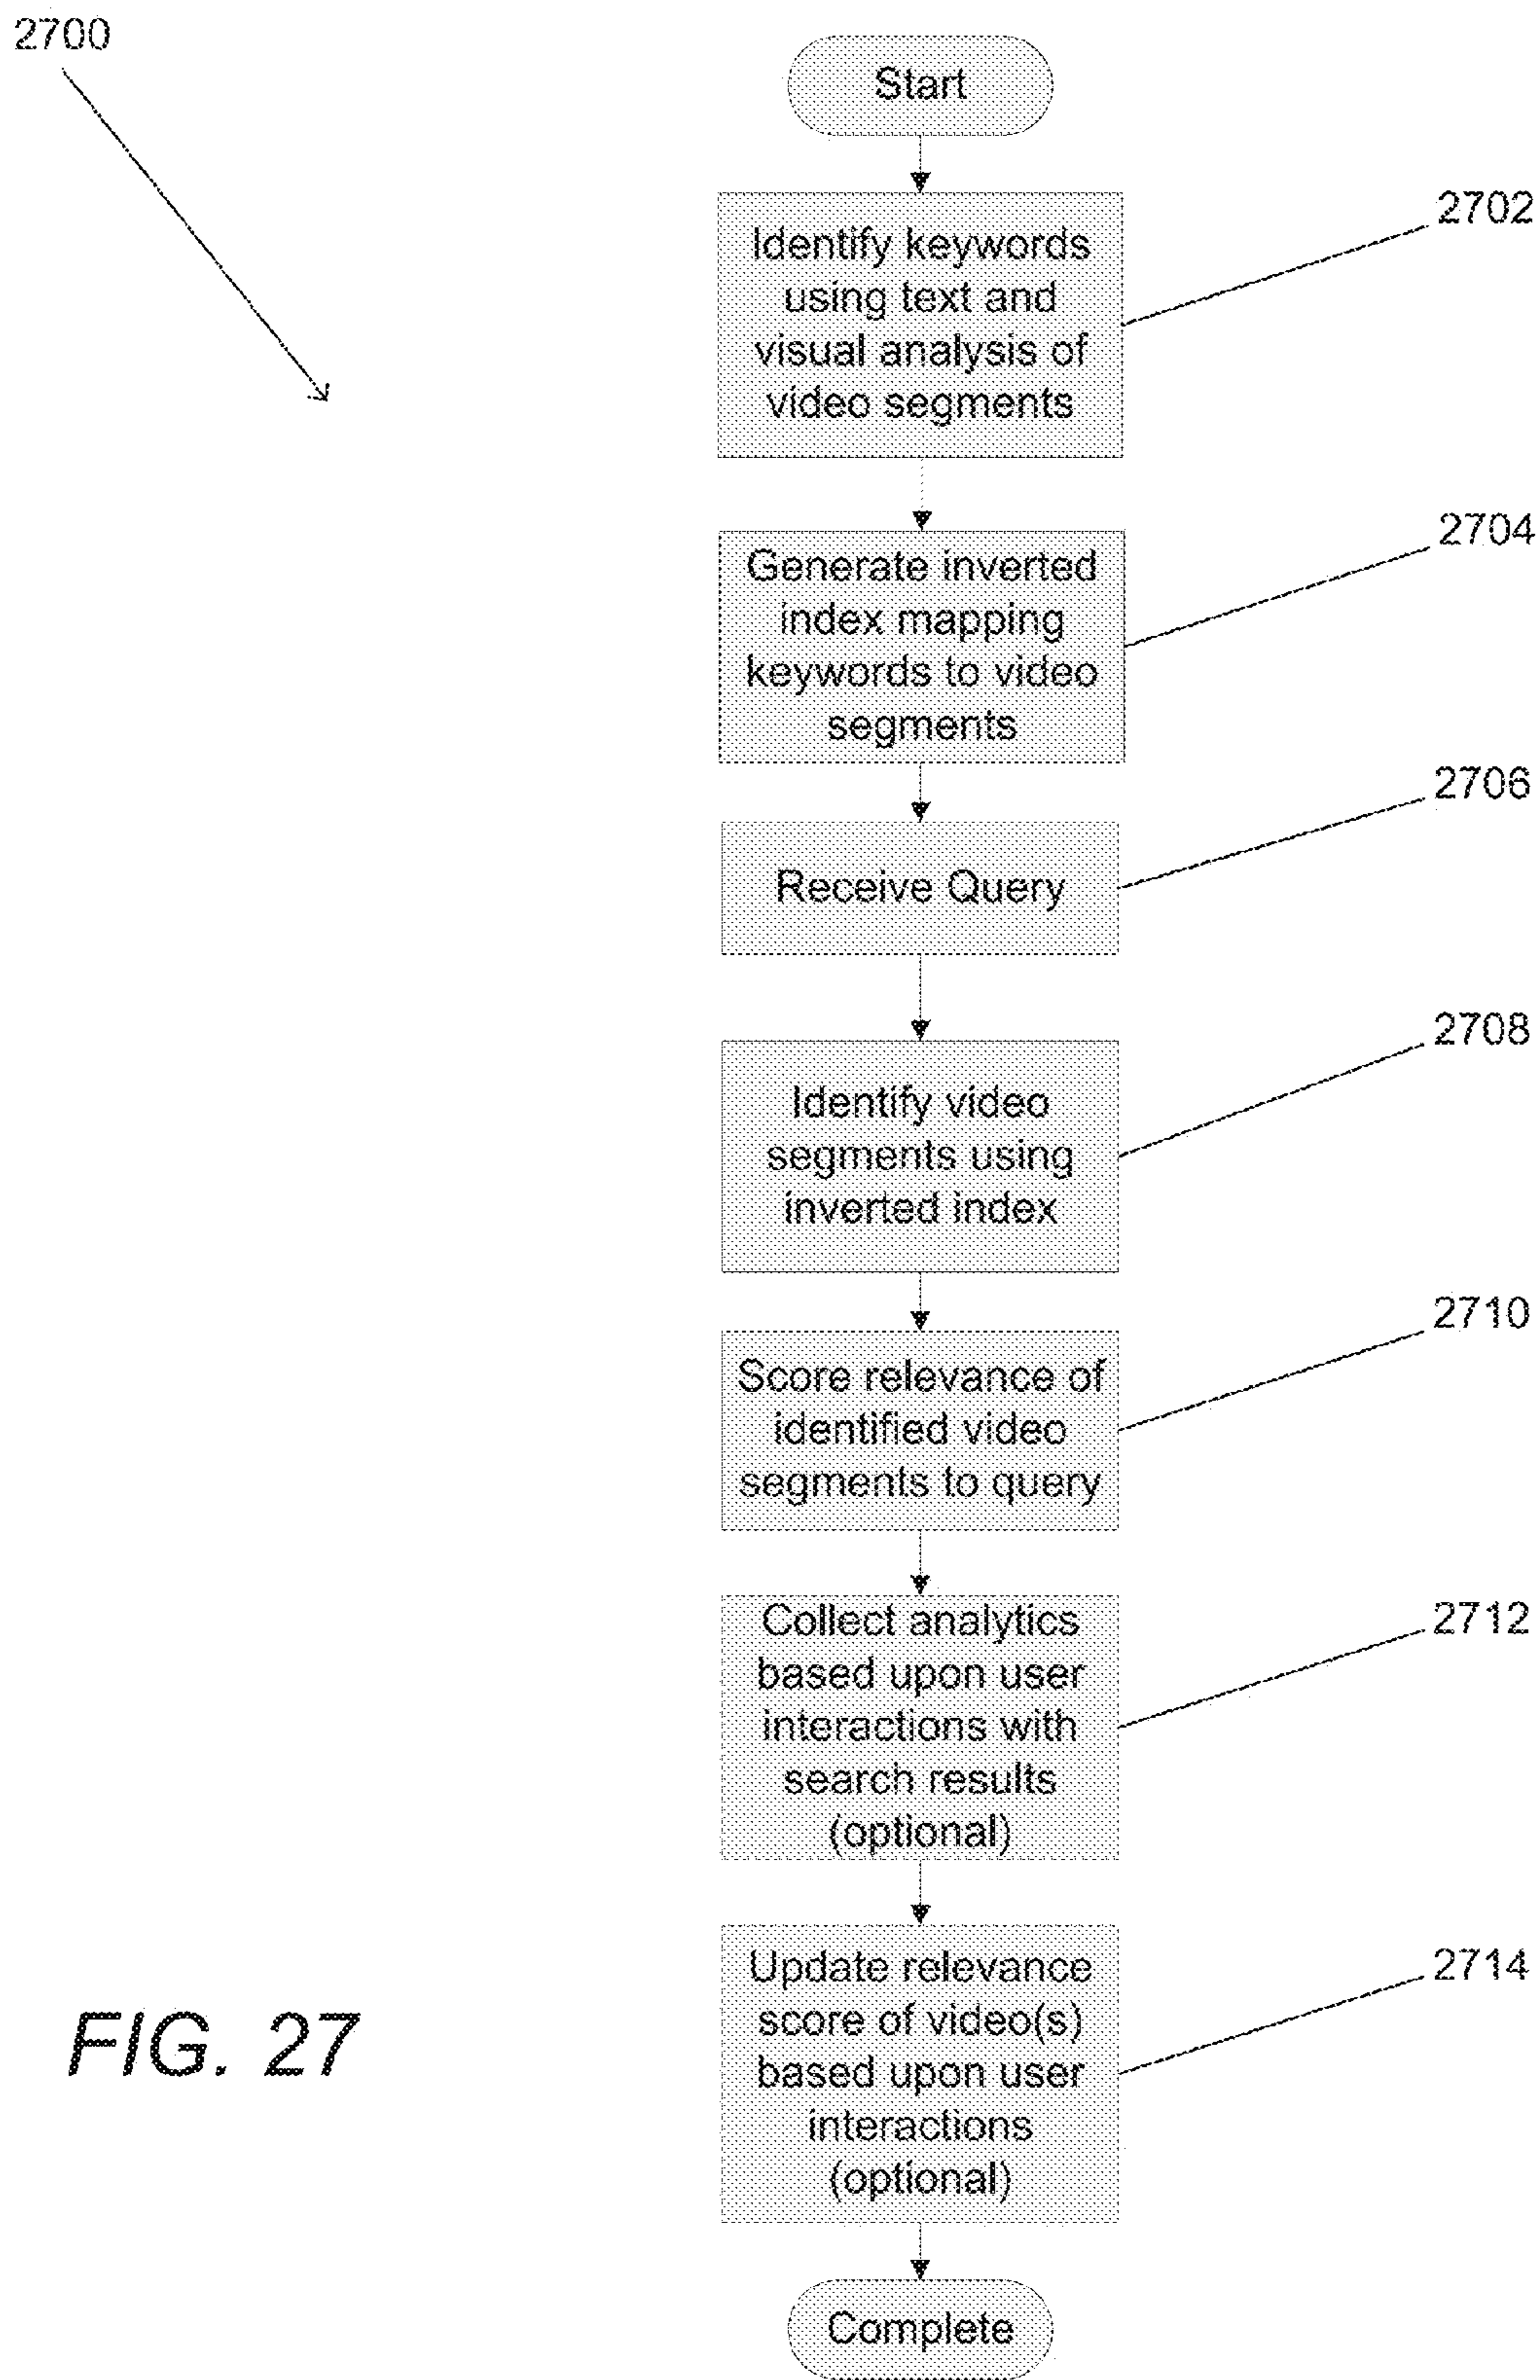 2700
Start
2702
Identify keywords
using text and
visual analysis of
video segments
2704
Generate inverted
index mapping
keywords to video
segments
2706
Receive Query
2708
Identify video
segments using
inverted index
2710
Score relevance of
identified video
segments to query
2712
Collect analytics
based upon user
interactions with
search results
(optional)
2714
Update relevance
score of video(s)
based upon user
interactions
(optional)
FIG. 27
Complete